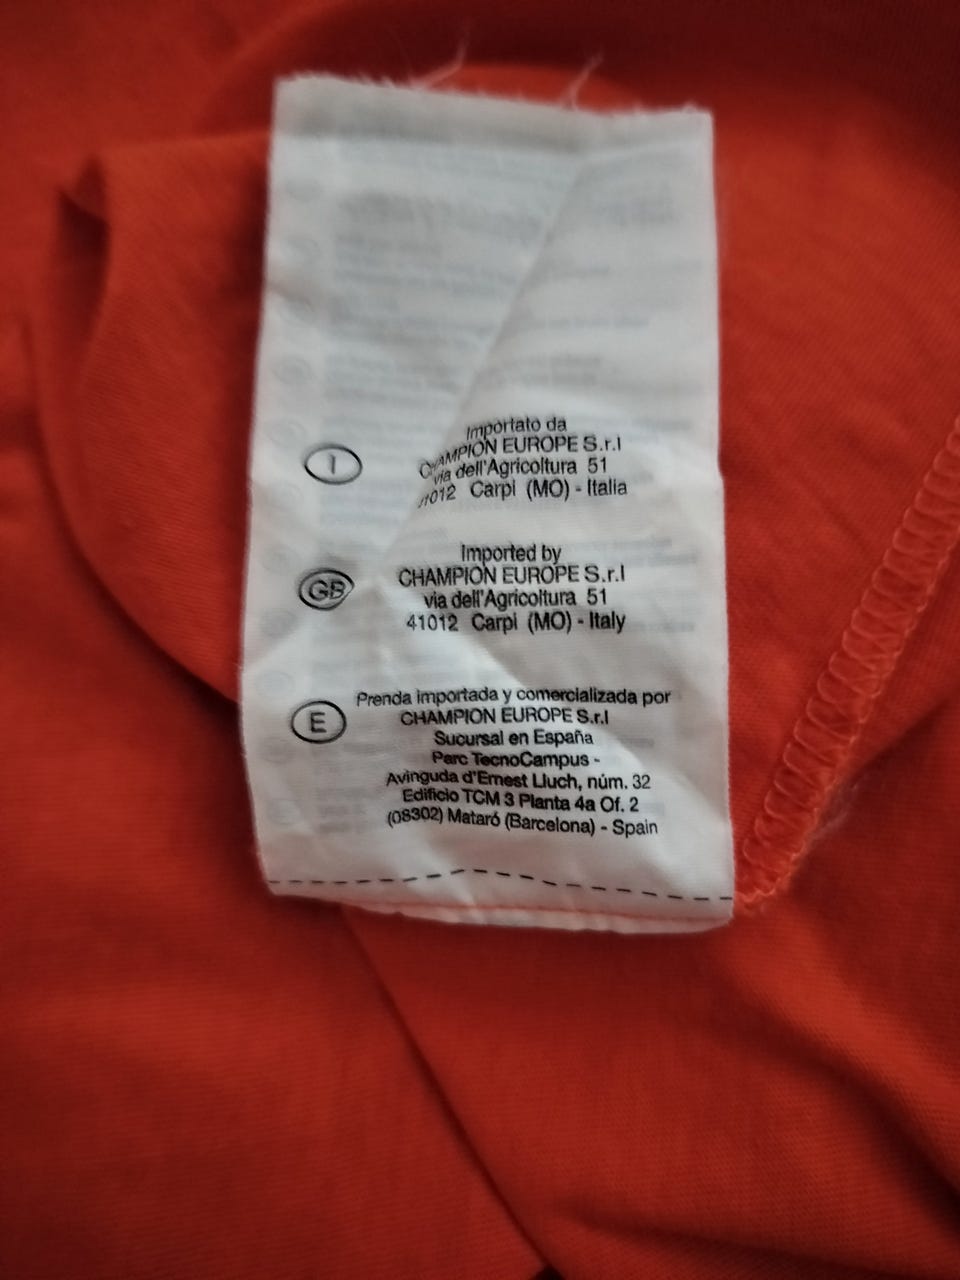 I
Importato da
CHAMPION EUROPE S.r.l
via dell'Agricoltura 51
41012 Carpi (MO) - Italia
GB
Imported by
CHAMPION EUROPE S.r.l
via dell'Agricoltura 51
41012 Carpi (MO) - Italy
E
Prenda importada y comercializada por
CHAMPION EUROPE S.r.l
Sucursal en España
Parc TecnoCampus -
Avinguda d'Ernest Lluch, núm. 32
Edificio TCM 3 Planta 4a Of. 2
(08302) Mataró (Barcelona) - Spain